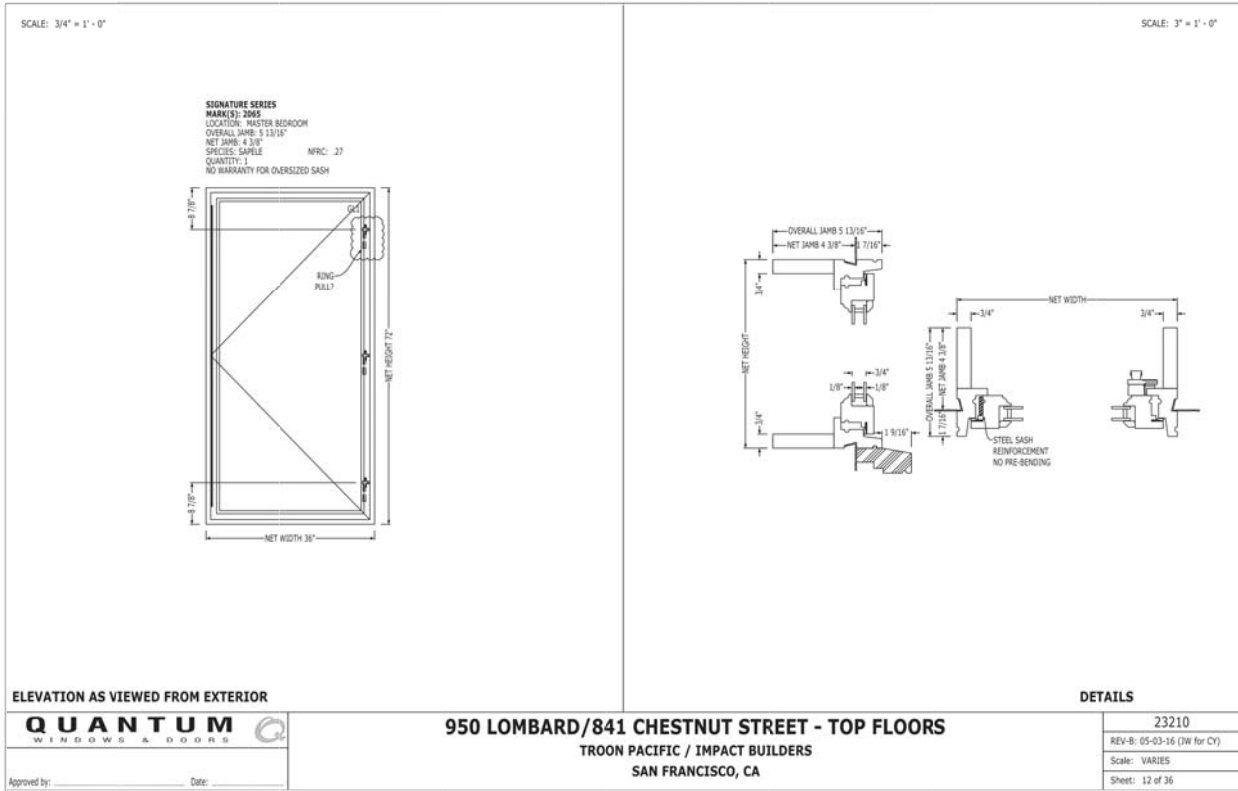 SCALE: 3/4" = 1' - 0"
SCALE: 3" = 1' - 0"
SIGNATURE SERIES
MARK(S): 2065
LOCATION: MASTER BEDROOM
OVERALL JAMB: 5 13/16"
NET JAMB: 4 3/8"
SPECIES: SAPELE NFRC: .27
QUANTITY: 1
NO WARRANTY FOR OVERSIZED SASH
8 7/8"
GL1
RING
PULL?
NET HEIGHT 72"
8 7/8"
NET WIDTH 36"
OVERALL JAMB 5 13/16"
NET JAMB 4 3/8" 1 7/16"
3/4"
NET HEIGHT
3/4"
1/8" 1/8"
3/4"
1 9/16"
NET WIDTH
3/4" 3/4"
OVERALL JAMB 5 13/16"
NET JAMB 4 3/8"
1 7/16"
STEEL SASH
REINFORCEMENT
NO PRE-BENDING
ELEVATION AS VIEWED FROM EXTERIOR
DETAILS
QUANTUM
WINDOWS & DOORS
Approved by: Date:
950 LOMBARD/841 CHESTNUT STREET - TOP FLOORS
TROON PACIFIC / IMPACT BUILDERS
SAN FRANCISCO, CA
23210
REV-B: 05-03-16 (JW for CY)
Scale: VARIES
Sheet: 12 of 36